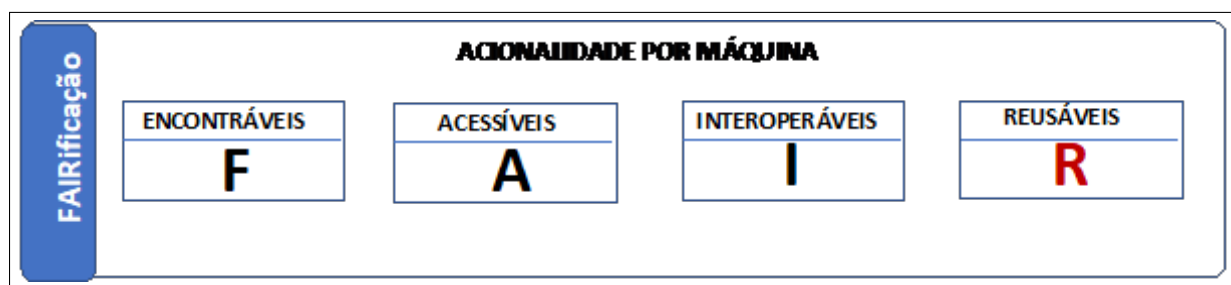 FAIRificação
ACIONALIDADE POR MÁQUINA
ENCONTRÁVEIS
F
ACESSÍVEIS
A
INTEROPERÁVEIS
I
REUSÁVEIS
R